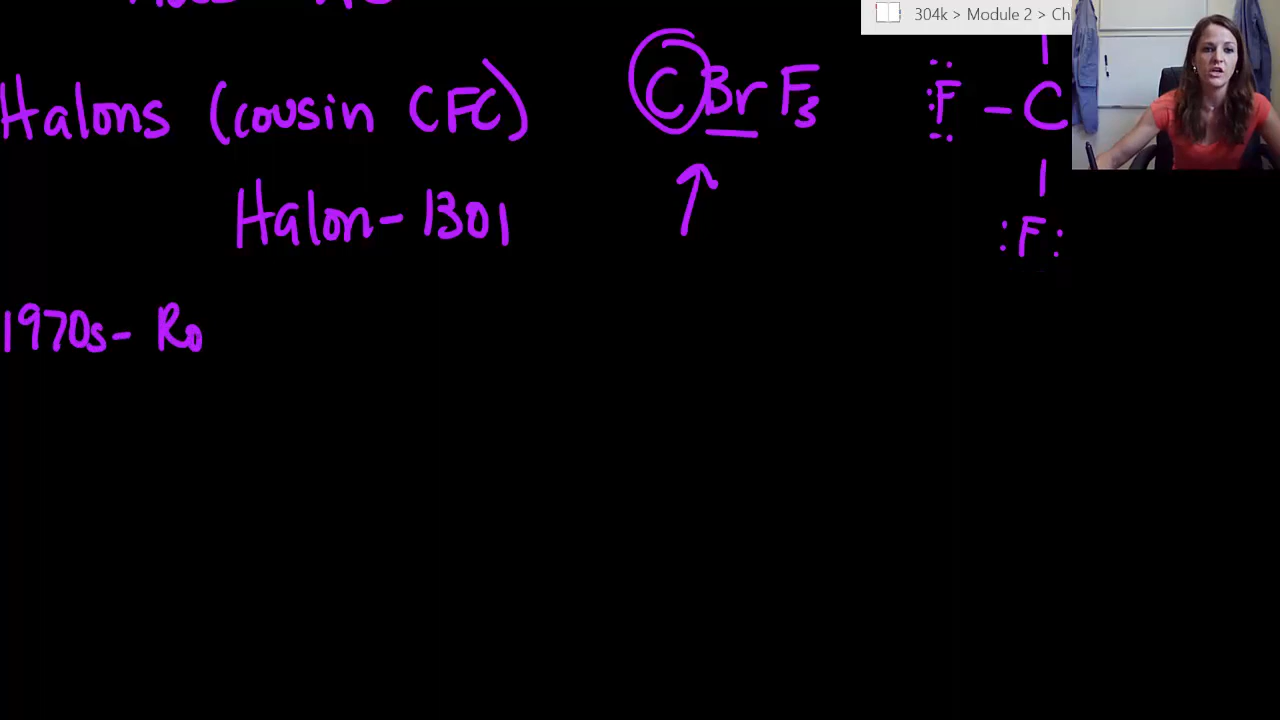 304k > Module 2 > Ch
Halons (cousin CFC) CBrF3 :F - C
Halon-1301 :F:
1970s- Ro